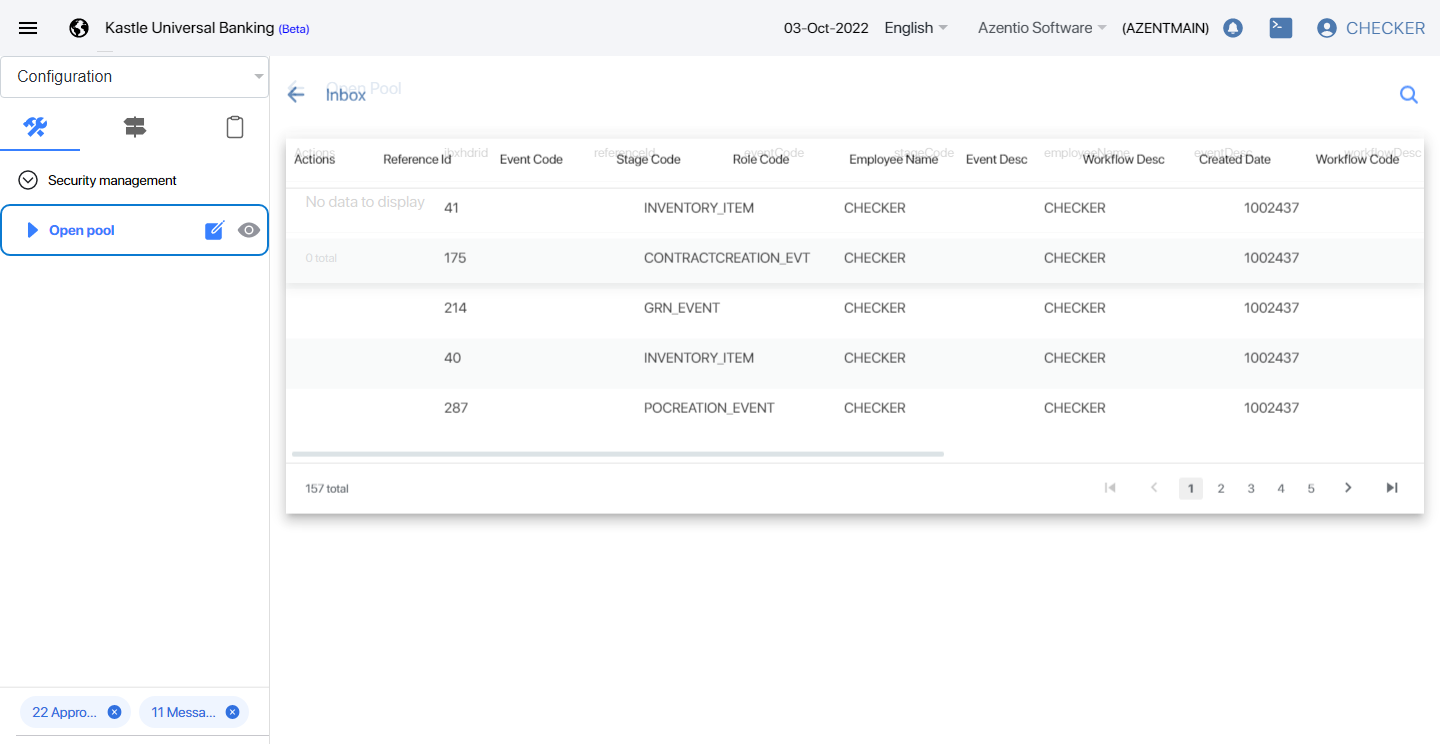 Kastle Universal Banking (Beta)
03-Oct-2022 English Azentio Software (AZENTMAIN) CHECKER
Configuration
Security management
Open pool
22 Appro... 11 Messa...
Open Pool
Inbox
Actions ibxhdrid referenceId eventCode stageCode employeeName eventDesc workflowDesc
Actions Reference Id Event Code Stage Code Role Code Employee Name Event Desc Workflow Desc Created Date Workflow Code
No data to display
41 INVENTORY_ITEM CHECKER CHECKER 1002437
0 total
175 CONTRACTCREATION_EVT CHECKER CHECKER 1002437
214 GRN_EVENT CHECKER CHECKER 1002437
40 INVENTORY_ITEM CHECKER CHECKER 1002437
287 POCREATION_EVENT CHECKER CHECKER 1002437
157 total 1 2 3 4 5